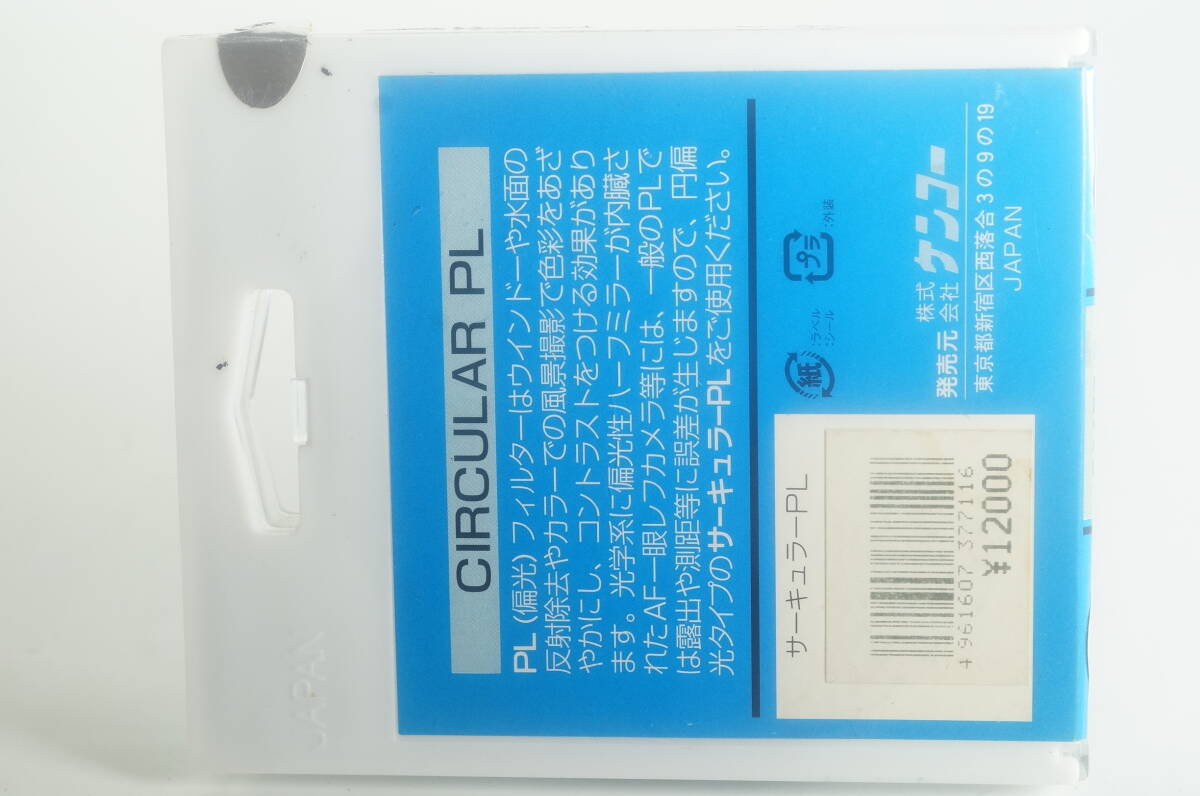 CIRCULAR PL
PL(偏光)フィルターはウインドーや水面の
反射除去やカラーでの風景撮影で色彩をあざ
やかにし、コントラストをつける効果があり
ます。光学系に偏光性ハーフミラーが内臓さ
れたAF一眼レフカメラ等には、一般のPLで
は露出や測距等に誤差が生じますので、円偏
光タイプのサーキュラーPLをご使用ください。
紙
:ラベル
:シール
プラ
:外装
サーキュラーPL
4961607 377116
¥12000
発売元 株式会社 ケンコー
東京都新宿区西落合3の9の19
JAPAN
JAPAN